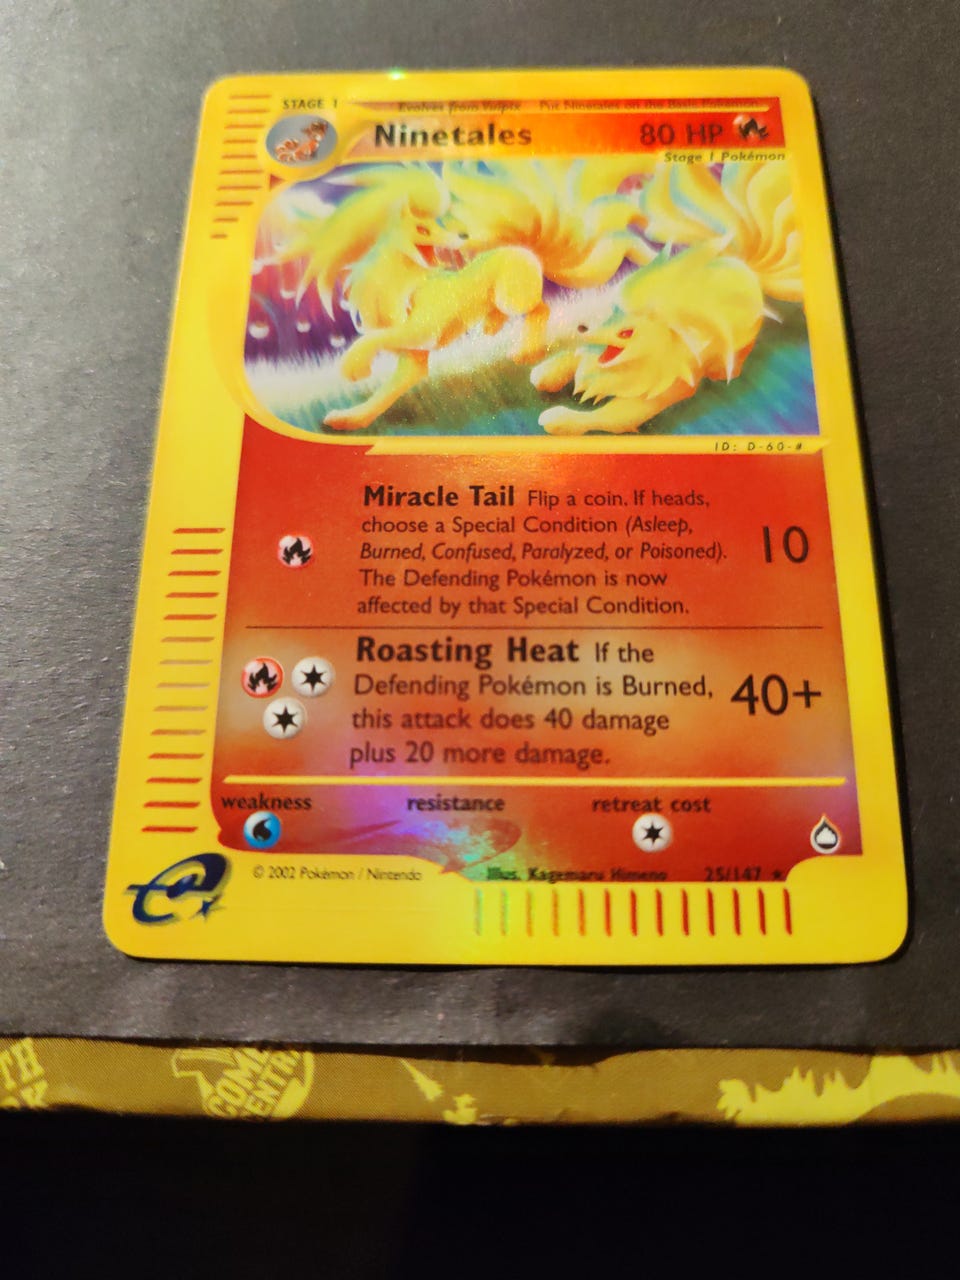 STAGE 1
Evolves from Vulpix Put Ninetales on the Basic Pokémon
Ninetales 80 HP
Stage 1 Pokémon
ID: D-60-#
Miracle Tail Flip a coin. If heads,
choose a Special Condition (Asleep,
Burned, Confused, Paralyzed, or Poisoned).
The Defending Pokémon is now
affected by that Special Condition.
10
Roasting Heat If the
Defending Pokémon is Burned,
this attack does 40 damage
plus 20 more damage.
40+
weakness resistance retreat cost
e
© 2002 Pokémon / Nintendo Illus. Kagemaru Himeno 25/147 ★